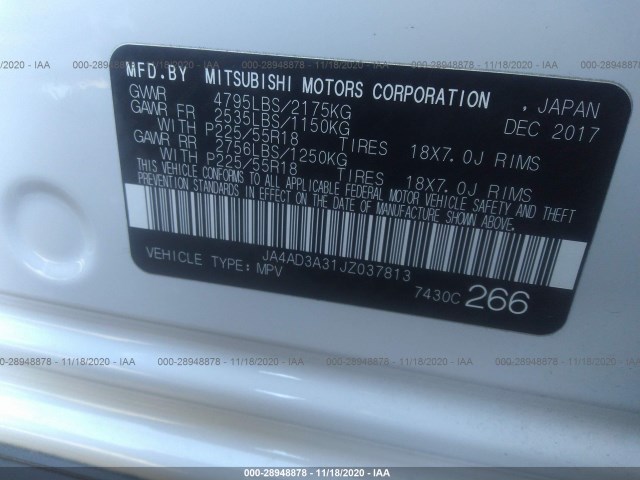 000-28948878 - 11/18/2020 - IAA
MFD.BY MITSUBISHI MOTORS CORPORATION , JAPAN
GVWR 4795LBS/2175KG DEC 2017
GAWR FR 2535LBS/1150KG
WITH P225/55R18 TIRES 18X7.0J RIMS
GAWR RR 2756LBS/1250KG
WITH P225/55R18 TIRES 18X7.0J RIMS
THIS VEHICLE CONFORMS TO ALL APPLICABLE FEDERAL MOTOR VEHICLE SAFETY, BUMPER AND THEFT
PREVENTION STANDARDS IN EFFECT ON THE DATE OF MANUFACTURE SHOWN ABOVE.
JA4AD3A31JZ037813
VEHICLE TYPE: MPV
7430C 266
000-28948878 - 11/18/2020 - IAA
000-28948878 - 11/18/2020 - IAA